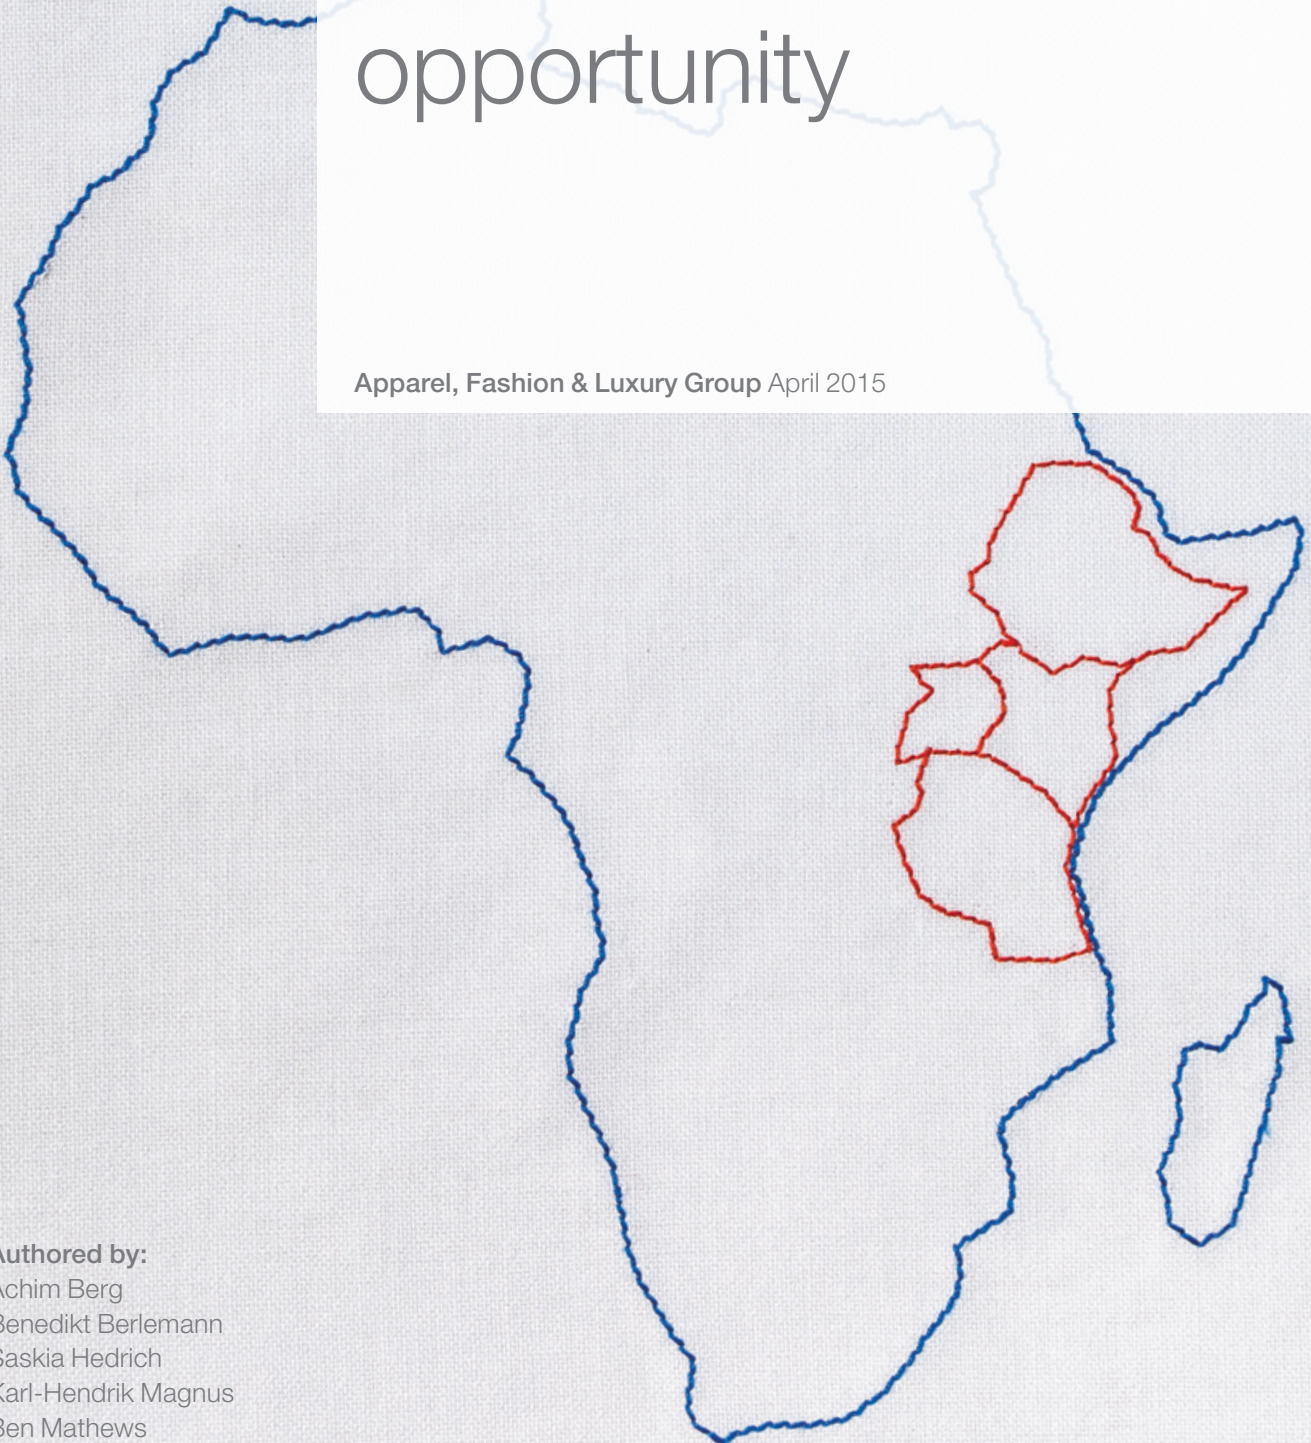 opportunity
Apparel, Fashion & Luxury Group April 2015
Authored by:
Achim Berg
Benedikt Berlemann
Saskia Hedrich
Karl-Hendrik Magnus
Ben Mathews